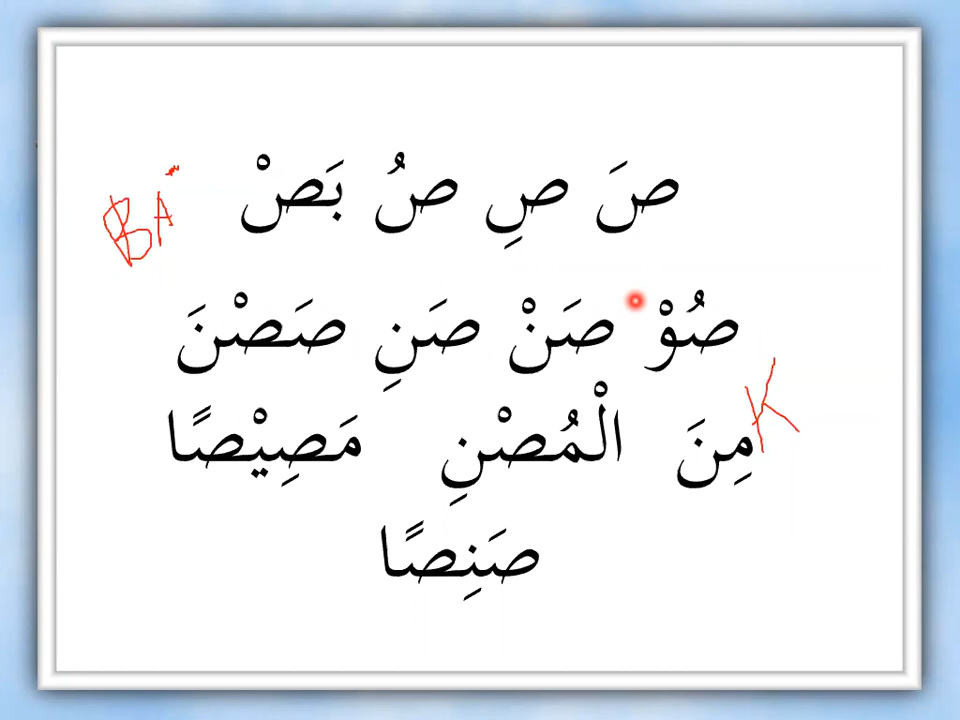 صَ صِ صُ بَصْ
BA
صُوْ صَنْ صَنِ صَصْنَ
K
مِنَ الْمُصْنِ مَصِيْصًا
صَنِصًا